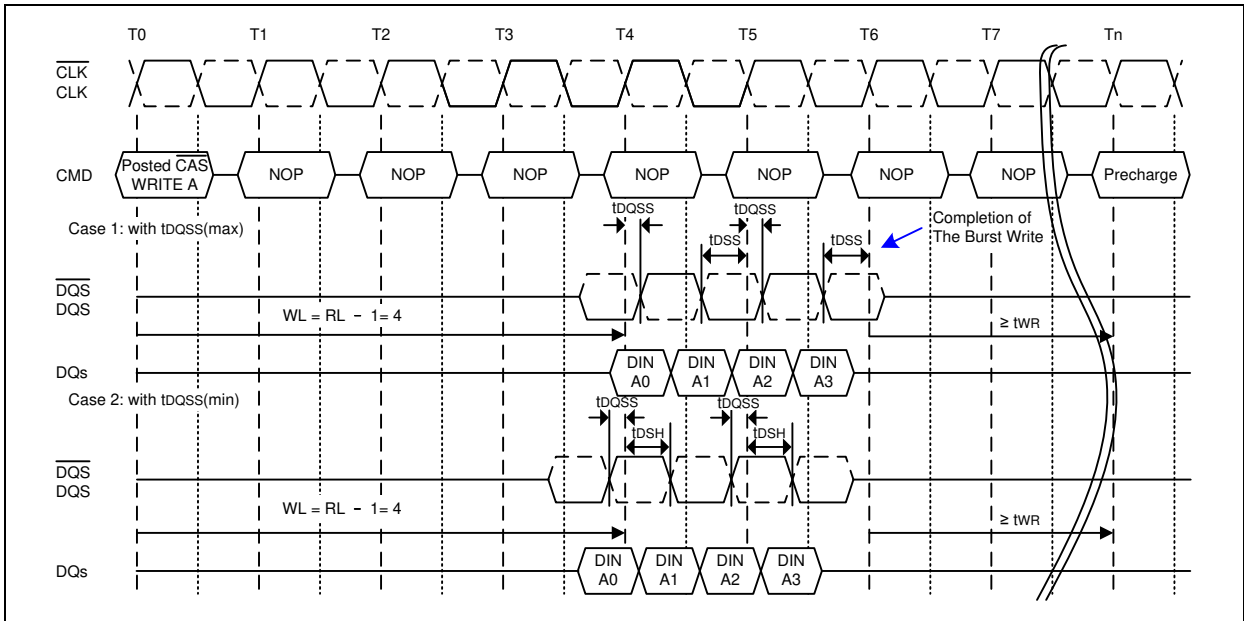 T0 T1 T2 T3 T4 T5 T6 T7 Tn
CLK
CLK
CMD
Posted CAS
WRITE A
NOP NOP NOP NOP NOP NOP NOP Precharge
Case 1: with tDQSS(max)
tDQSS tDQSS
tDSS tDSS
Completion of
The Burst Write
DQS
DQS
WL = RL - 1= 4
≥ tWR
DQs
DIN
A0
DIN
A1
DIN
A2
DIN
A3
Case 2: with tDQSS(min)
tDQSS tDQSS
tDSH tDSH
DQS
DQS
WL = RL - 1= 4
≥ tWR
DQs
DIN
A0
DIN
A1
DIN
A2
DIN
A3